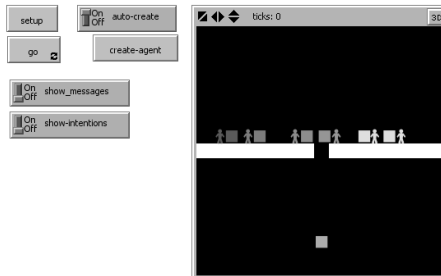 setup
On
Off
auto-create
go
create-agent
On
Off
show_messages
On
Off
show-intentions
ticks: 0
3D